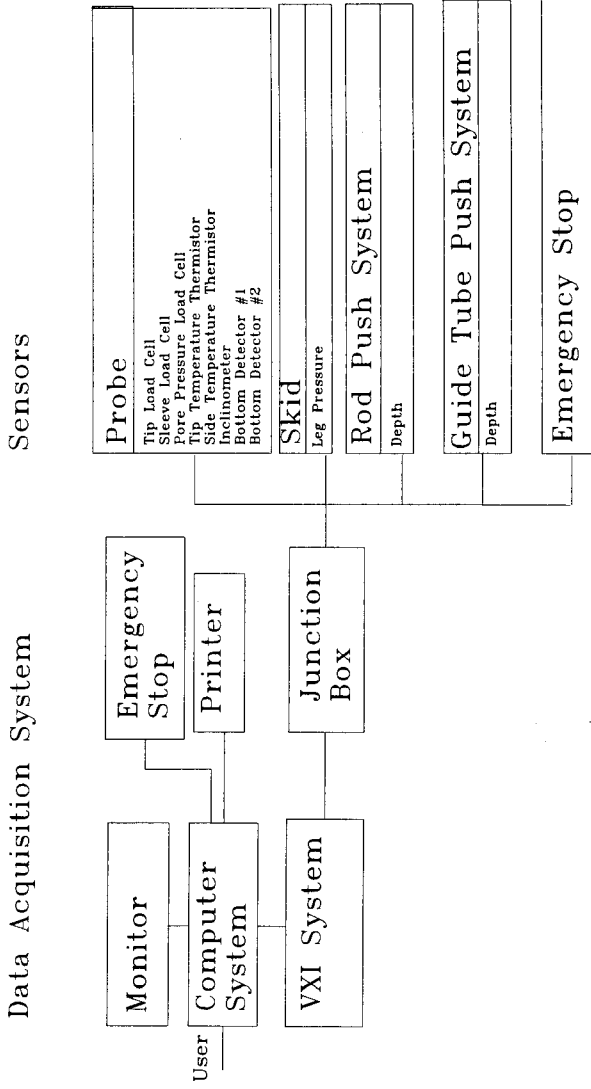 Data Acquisition System
Sensors
Monitor
User
Computer
System
VXI System
Emergency
Stop
Printer
Junction
Box
Probe
Tip Load Cell
Sleeve Load Cell
Pore Pressure Load Cell
Tip Temperature Thermistor
Side Temperature Thermistor
Inclinometer
Bottom Detector #1
Bottom Detector #2
Skid
Leg Pressure
Rod Push System
Depth
Guide Tube Push System
Depth
Emergency Stop